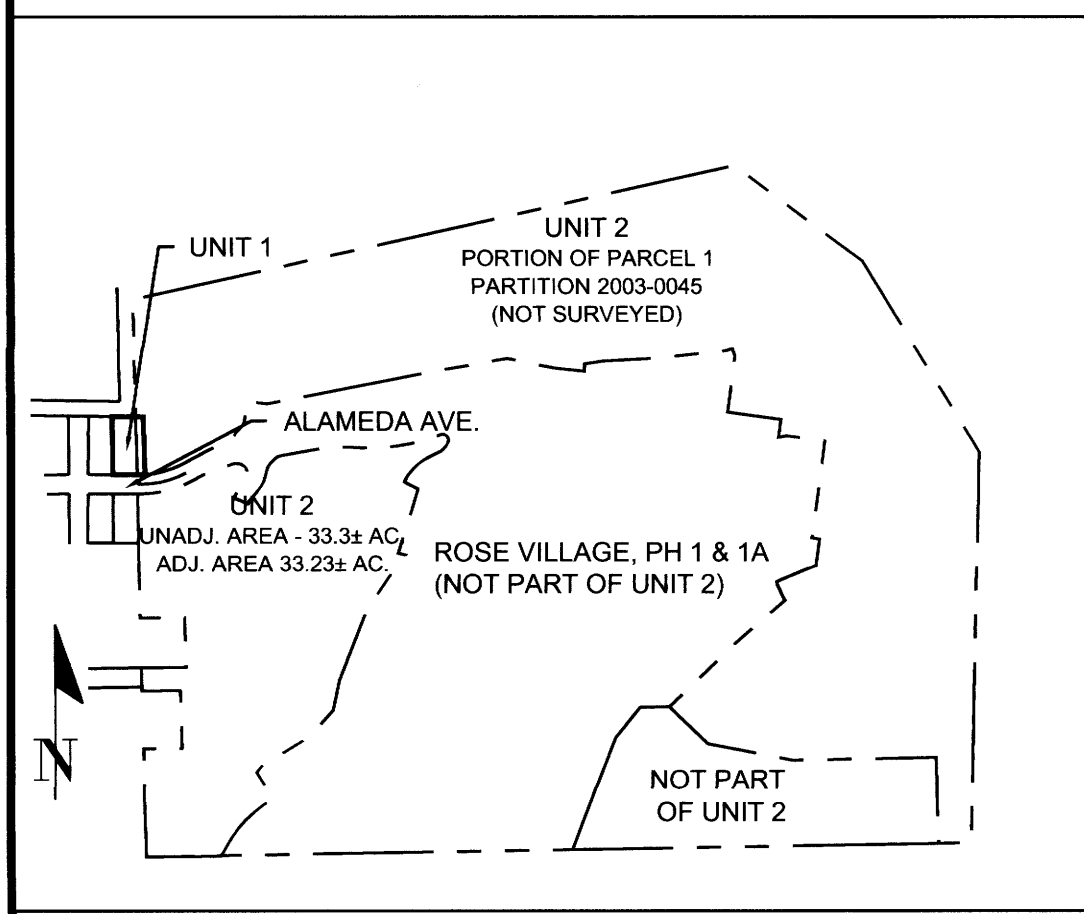 UNIT 1
UNIT 2
PORTION OF PARCEL 1
PARTITION 2003-0045
(NOT SURVEYED)
ALAMEDA AVE.
UNIT 2
UNADJ. AREA - 33.3± AC.
ADJ. AREA 33.23± AC.
ROSE VILLAGE, PH 1 & 1A
(NOT PART OF UNIT 2)
N
NOT PART
OF UNIT 2